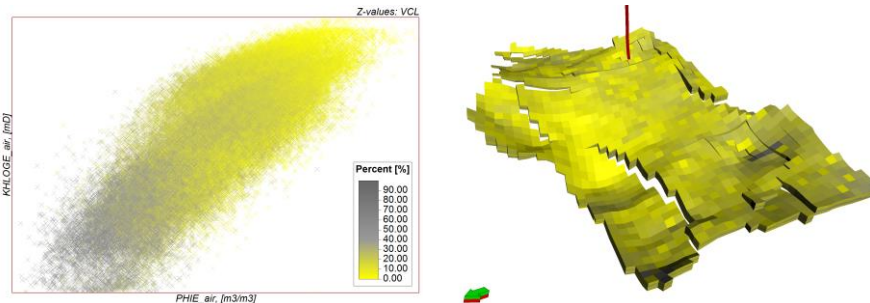 Z-values: VCL
KHLOGE_air, [mD]
Percent [%]
90.00
80.00
70.00
60.00
50.00
40.00
30.00
20.00
10.00
0.00
PHIE_air, [m3/m3]